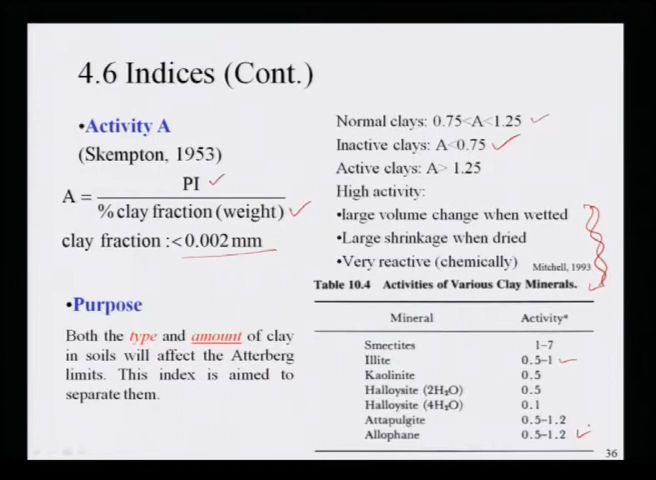 4.6 Indices (Cont.)
•Activity A
(Skempton, 1953)
A = PI
% clay fraction (weight)
clay fraction :< 0.002 mm
•Purpose
Both the type and amount of clay
in soils will affect the Atterberg
limits. This index is aimed to
separate them.
Normal clays: 0.75<A<1.25
Inactive clays: A<0.75
Active clays: A> 1.25
High activity:
•large volume change when wetted
•Large shrinkage when dried
•Very reactive (chemically)
Mitchell, 1993
Table 10.4 Activities of Various Clay Minerals.
Mineral Activityᵃ
Smectites 1–7
Illite 0.5–1
Kaolinite 0.5
Halloysite (2H₂O) 0.5
Halloysite (4H₂O) 0.1
Attapulgite 0.5–1.2
Allophane 0.5–1.2
36